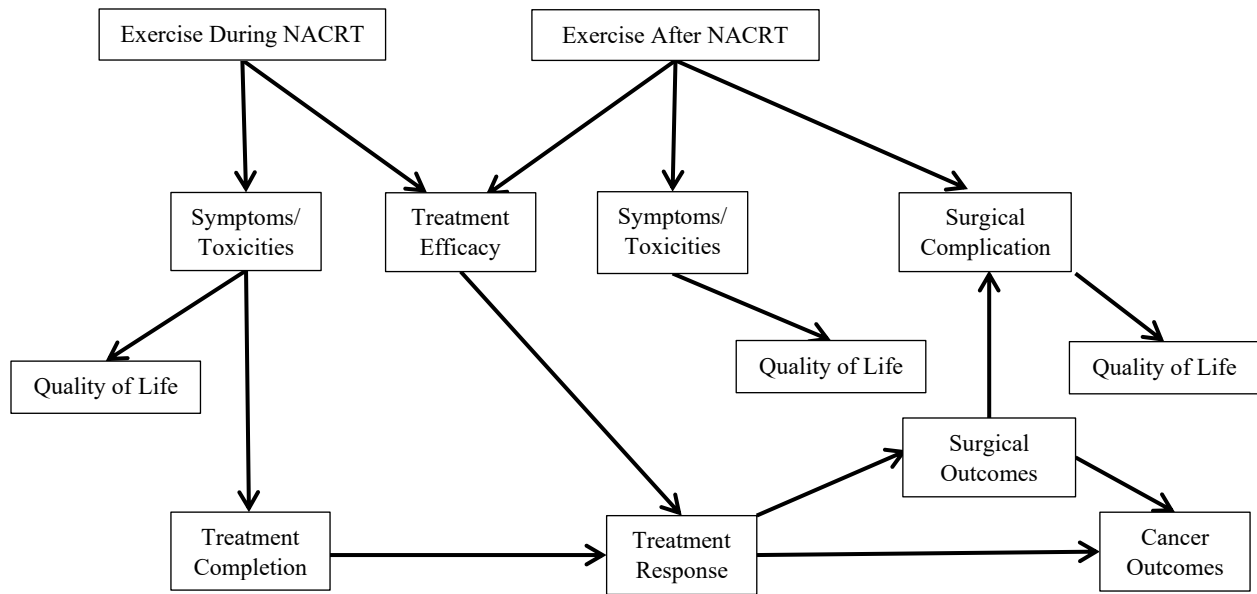 Exercise During NACRT
Exercise After NACRT
Symptoms/
Toxicities
Treatment
Efficacy
Symptoms/
Toxicities
Surgical
Complication
Quality of Life
Quality of Life
Quality of Life
Surgical
Outcomes
Treatment
Completion
Treatment
Response
Cancer
Outcomes